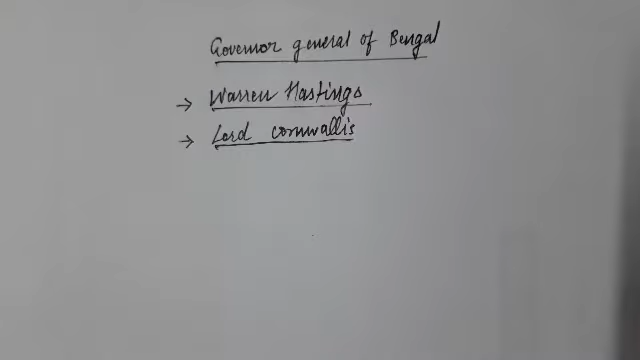 Governor general of Bengal
→ Warren Hastings
→ Lord cornwallis